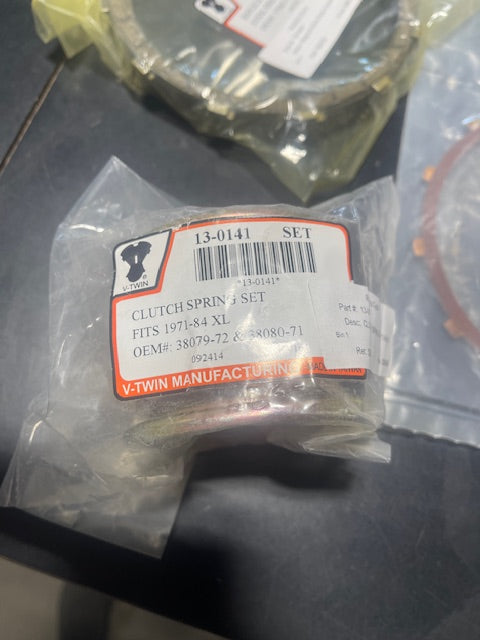 V-TWIN
13-0141 SET
*13-0141*
V-TWIN
CLUTCH SPRING SET
FITS 1971-84 XL
OEM#: 38079-72 & 38080-71
092414
V-TWIN MANUFACTURING
Part #:
Desc: